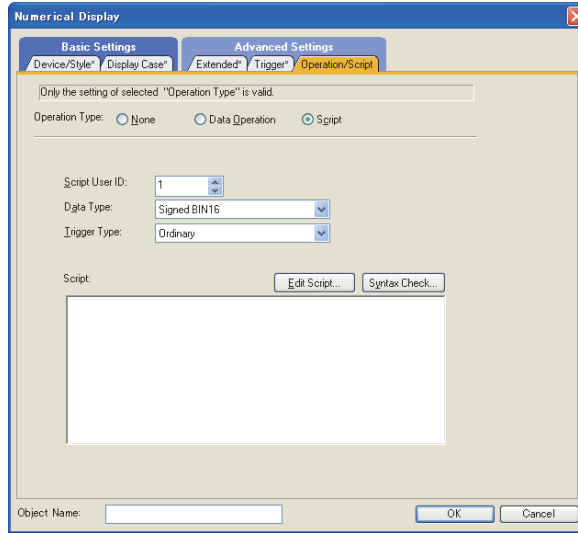 Numerical Display
Basic Settings Advanced Settings
Device/Style* Display Case* Extended* Trigger* Operation/Script
Only the setting of selected "Operation Type" is valid.
Operation Type: None Data Operation Script
Script User ID: 1
Data Type: Signed BIN16
Trigger Type: Ordinary
Script: Edit Script... Syntax Check...
Object Name: OK Cancel